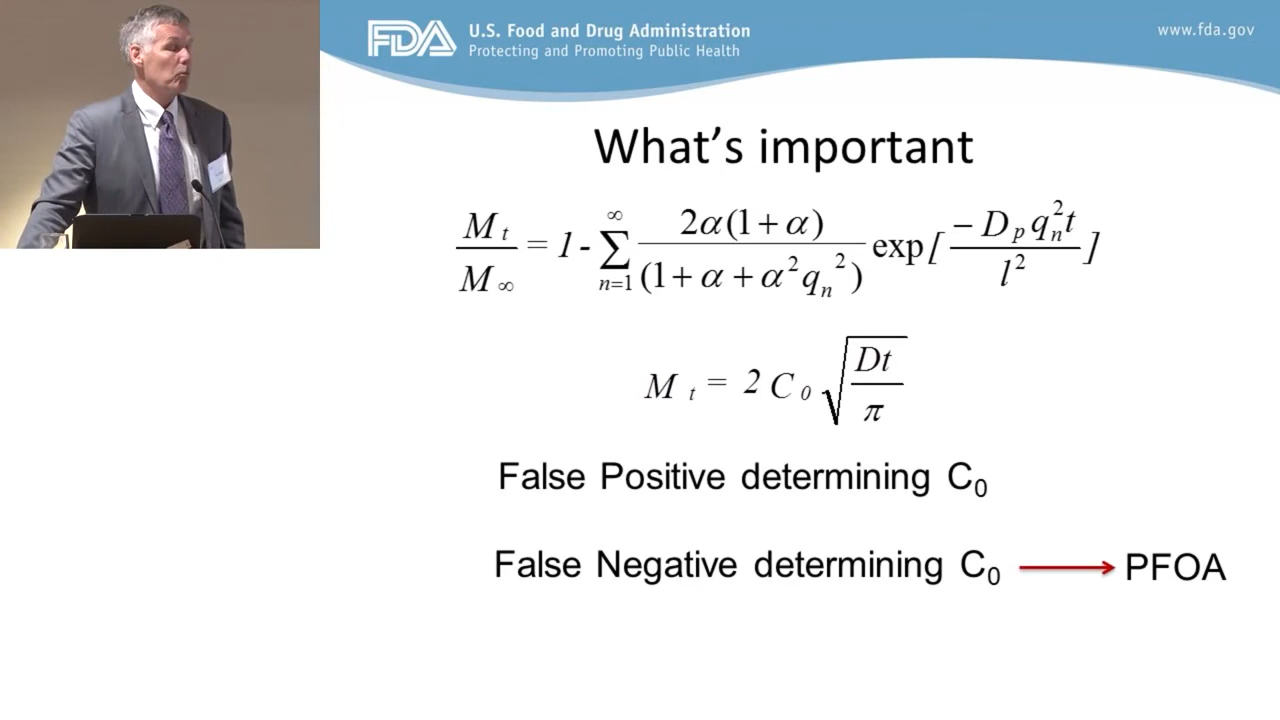 FDA U.S. Food and Drug Administration
Protecting and Promoting Public Health
www.fda.gov
What's important
M_t / M_∞ = 1 - ∑_{n=1}^{∞} 2α(1+α) / (1+α+α²q_n²) exp[ -D_p q_n² t / l² ]
M_t = 2 C_0 √(Dt / π)
False Positive determining C₀
False Negative determining C₀ → PFOA